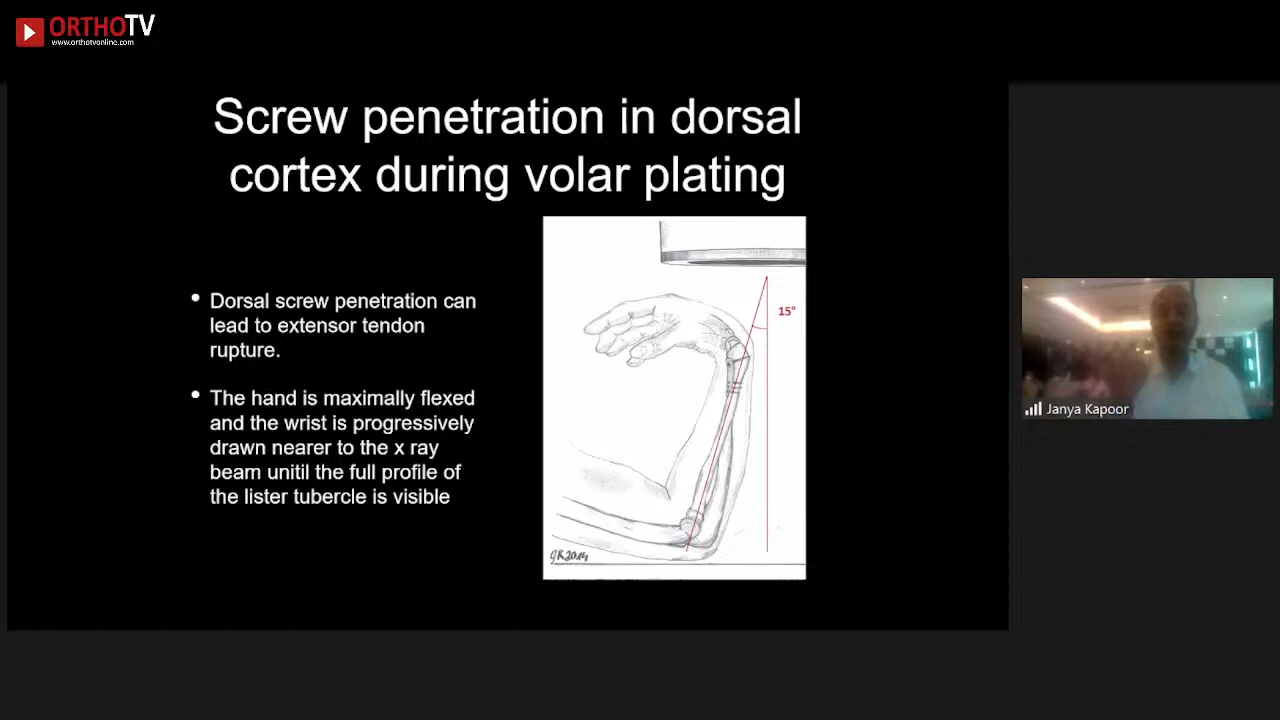 ORTHOTV
www.orthotvonline.com
Screw penetration in dorsal
cortex during volar plating
• Dorsal screw penetration can
lead to extensor tendon
rupture.
• The hand is maximally flexed
and the wrist is progressively
drawn nearer to the x ray
beam unitil the full profile of
the lister tubercle is visible
15°
GK2014
Janya Kapoor